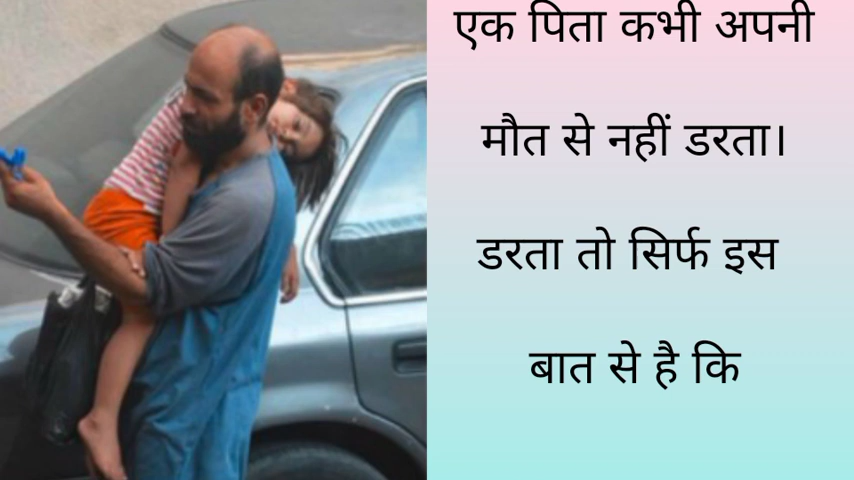 एक पिता कभी अपनी
मौत से नहीं डरता।
डरता तो सिर्फ इस
बात से है कि